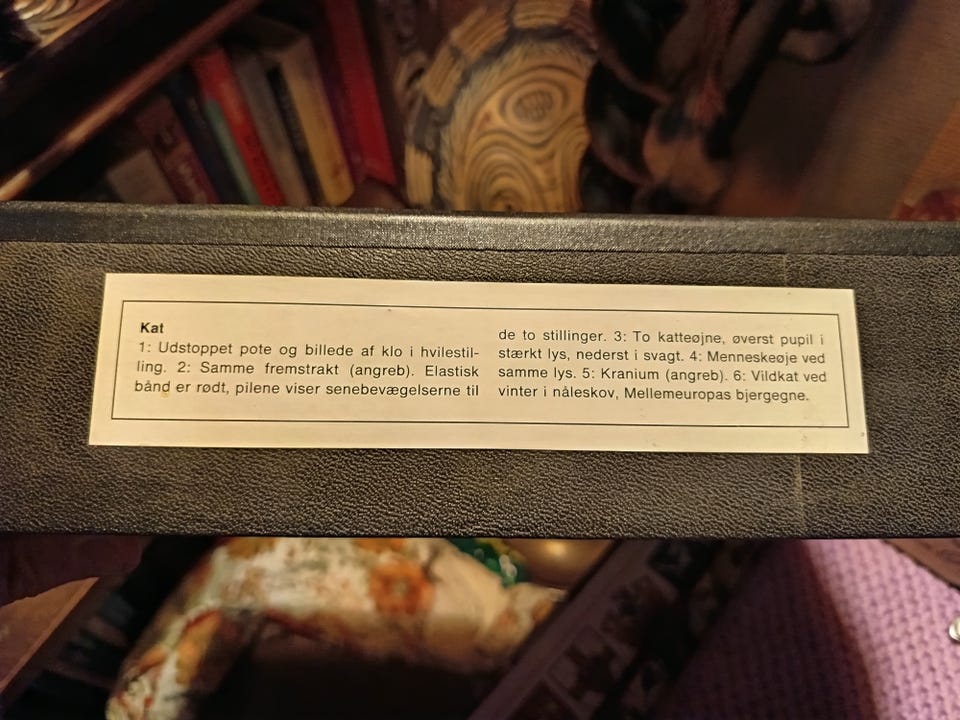 Kat
1: Udstoppet pote og billede af klo i hvilestil-
ling. 2: Samme fremstrakt (angreb). Elastisk
bånd er rødt, pilene viser senebevægelserne til
de to stillinger. 3: To katteøjne, øverst pupil i
stærkt lys, nederst i svagt. 4: Menneskeøje ved
samme lys. 5: Kranium (angreb). 6: Vildkat ved
vinter i nåleskov, Mellemeuropas bjergegne.